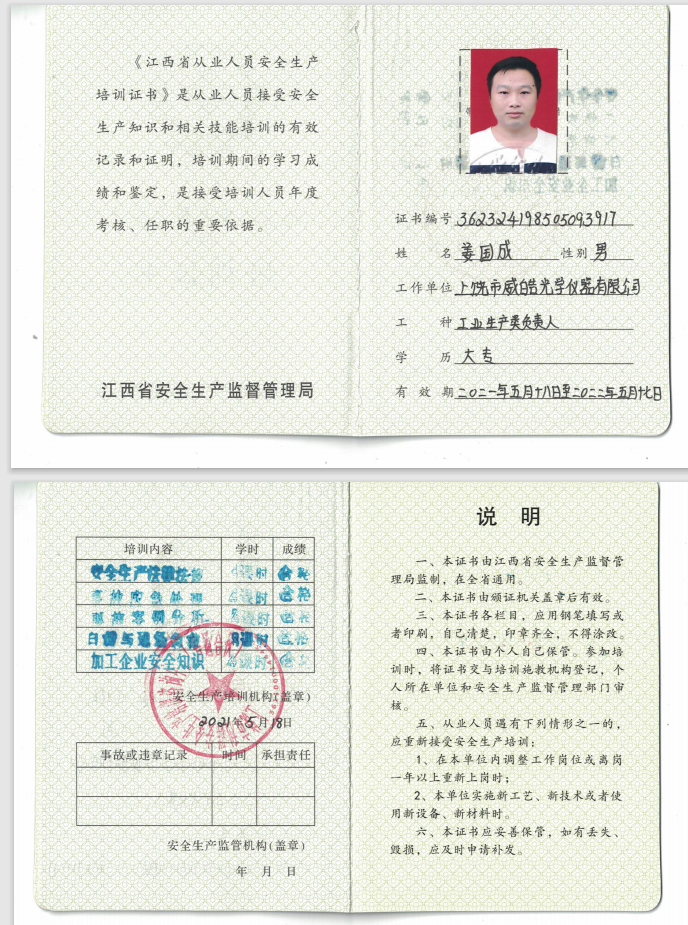 《江西省从业人员安全生产
培训证书》是从业人员接受安全
生产知识和相关技能培训的有效
记录和证明，培训期间的学习成
绩和鉴定，是接受培训人员年度
考核、任职的重要依据。
江西省安全生产监督管理局
证书编号 362324198505093917
姓 名 姜国成 性别 男
工作单位 上饶市威皓光学仪器有限公司
工 种 工业生产类负责人
学 历 大专
有 效 期 二〇二一年五月十八日至二〇二二年五月十七日
培训内容 学时 成绩
安全生产法 课时
课时
课时
白 与 课时
加工企业安全知识 课时
安全生产培训机构(盖章)
2021年5月18日
事故或违章记录 时间 承担责任
安全生产监管机构(盖章)
年 月 日
说 明
一、本证书由江西省安全生产监督管
理局监制，在全省通用。
二、本证书由颁证机关盖章后有效。
三、本证书各栏目，应用钢笔填写或
者印刷，自己清楚，印章齐全，不得涂改。
四、本证书由个人自己保管。参加培
训时，将证书交与培训施教机构登记，个
人所在单位和安全生产监督管理部门审
核。
五、从业人员遇有下列情形之一的，
应重新接受安全生产培训：
1、在本单位内调整工作岗位或离岗
一年以上重新上岗时；
2、本单位实施新工艺、新技术或者使
用新设备、新材料时。
六、本证书应妥善保管，如有丢失、
毁损，应及时申请补发。